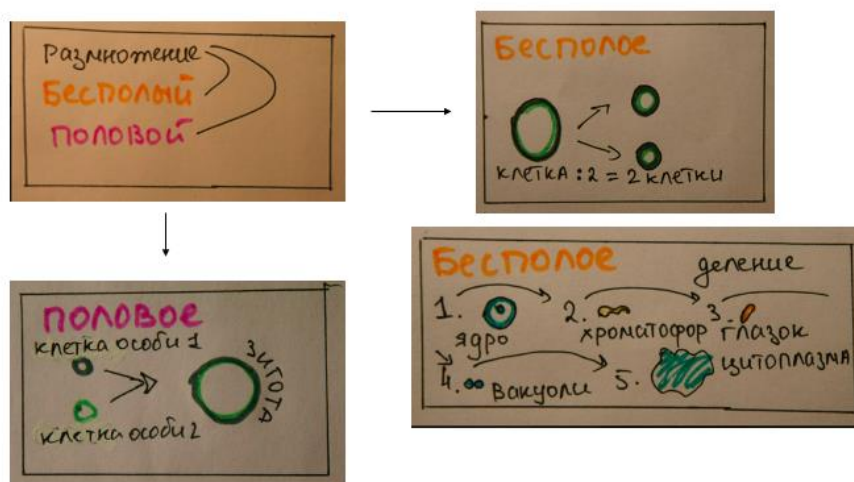 Размножение
Бесполый
половой
Бесполое
клетка : 2 = 2 клетки
Бесполое
деление
1. 2. 3.
ядро хроматофор глазок
4. вакуоли 5. цитоплазма
половое
клетка особи 1
зигота
клетка особи 2